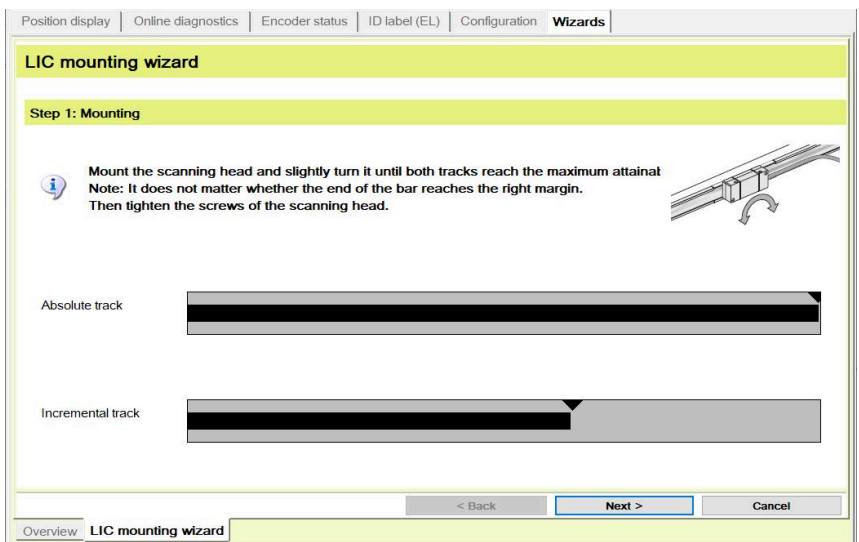 Position display Online diagnostics Encoder status ID label (EL) Configuration Wizards
LIC mounting wizard
Step 1: Mounting
Mount the scanning head and slightly turn it until both tracks reach the maximum
Note: It does not matter whether the end of the bar reaches the right margin.
Then tighten the screws of the scanning head.
Absolute track
Incremental track
< Back Next > Cancel
Overview LIC mounting wizard